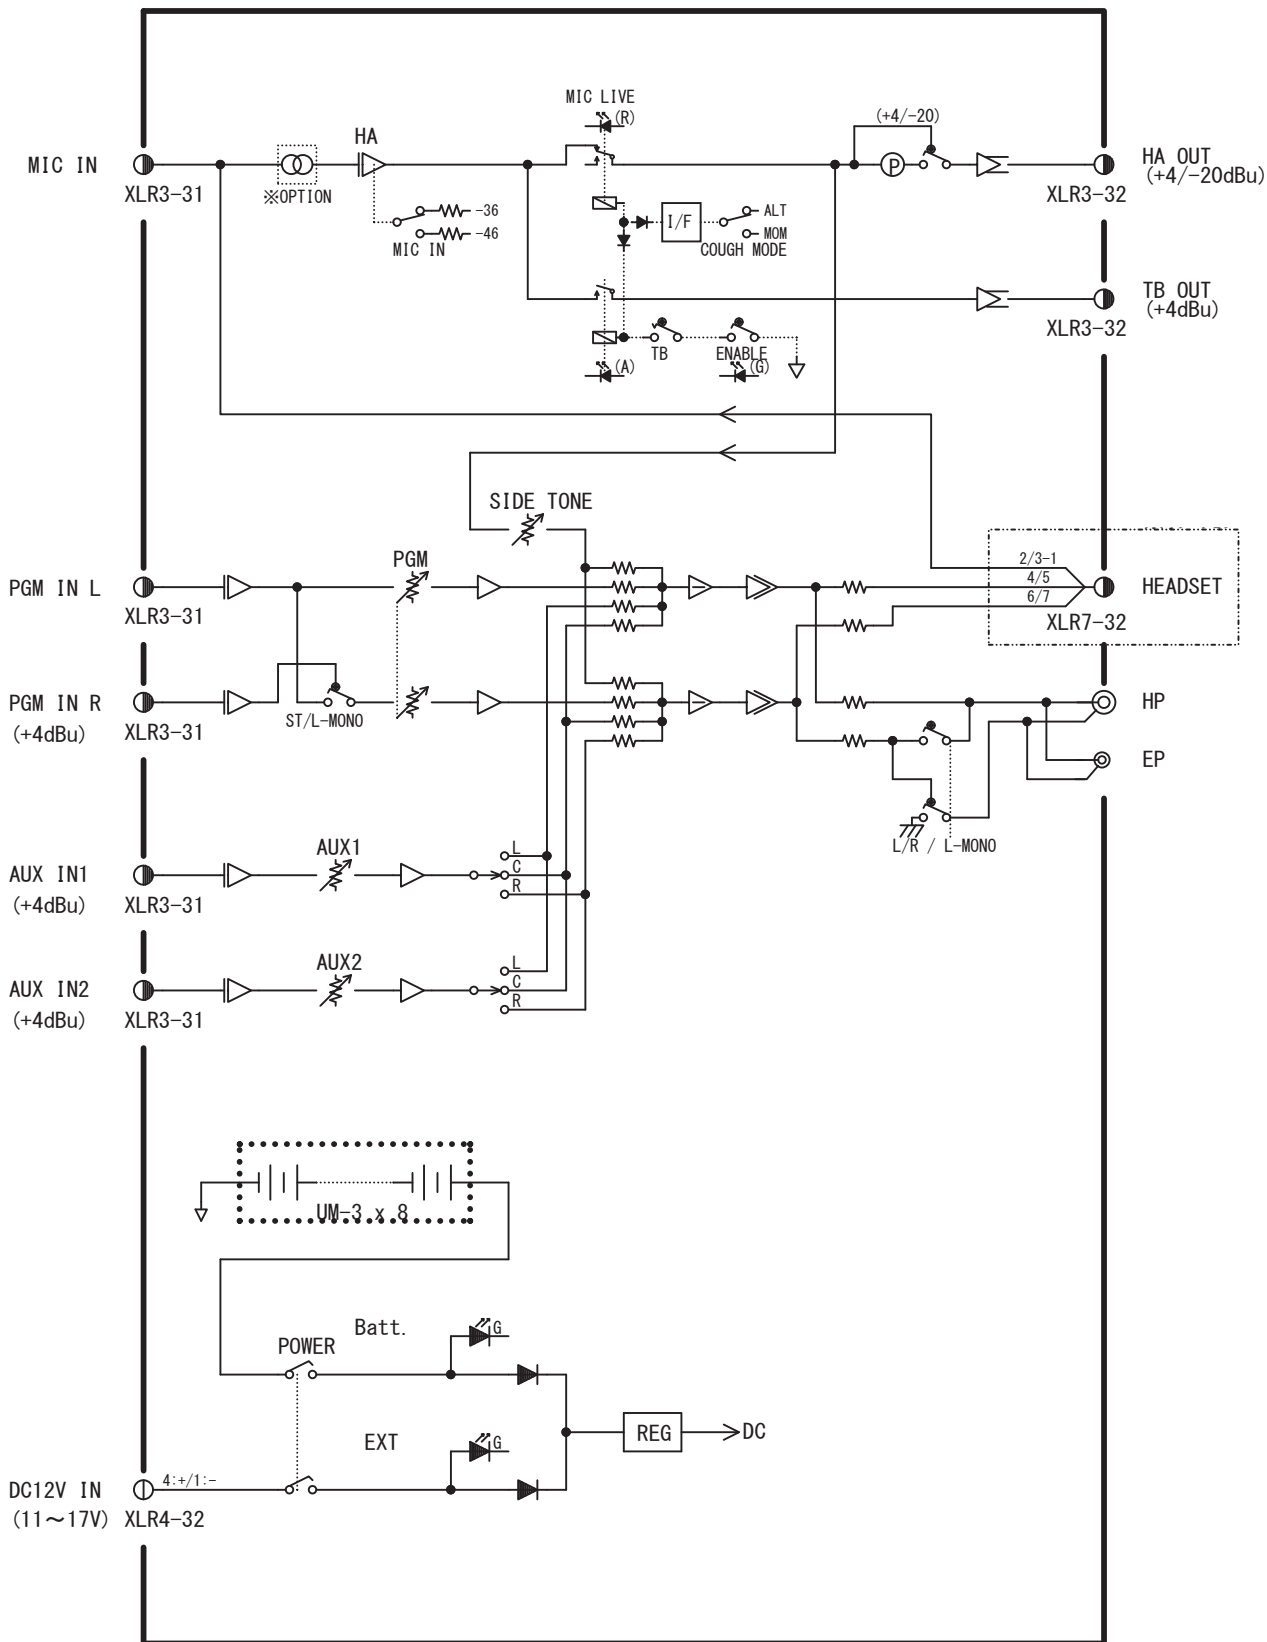 MIC LIVE
(R)
(+4/-20)
HA
MIC IN
XLR3-31
※OPTION
P
HA OUT
(+4/-20dBu)
XLR3-32
-36
-46
MIC IN
I/F
ALT
MOM
COUGH MODE
TB OUT
(+4dBu)
XLR3-32
TB
ENABLE
(A)
(G)
SIDE TONE
PGM
2/3-1
4/5
6/7
PGM IN L
XLR3-31
HEADSET
XLR7-32
PGM IN R
(+4dBu)
XLR3-31
ST/L-MONO
HP
EP
L/R / L-MONO
AUX1
L
C
R
AUX IN1
(+4dBu)
XLR3-31
AUX2
L
C
R
AUX IN2
(+4dBu)
XLR3-31
UM-3 x 8
Batt.
G
POWER
EXT
G
REG
DC
4:+/1:-
DC12V IN
(11～17V)
XLR4-32